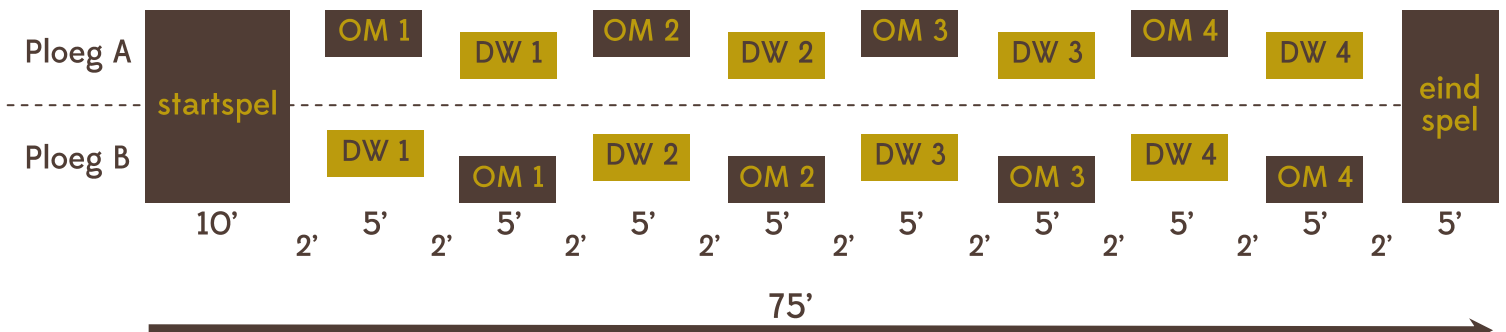 Ploeg A
startspel
OM 1
DW 1
OM 2
DW 2
OM 3
DW 3
OM 4
DW 4
eind
spel
Ploeg B
DW 1
OM 1
DW 2
OM 2
DW 3
OM 3
DW 4
OM 4
10’
2’
5’
2’
5’
2’
5’
2’
5’
2’
5’
2’
5’
2’
5’
2’
5’
2’
5’
75’